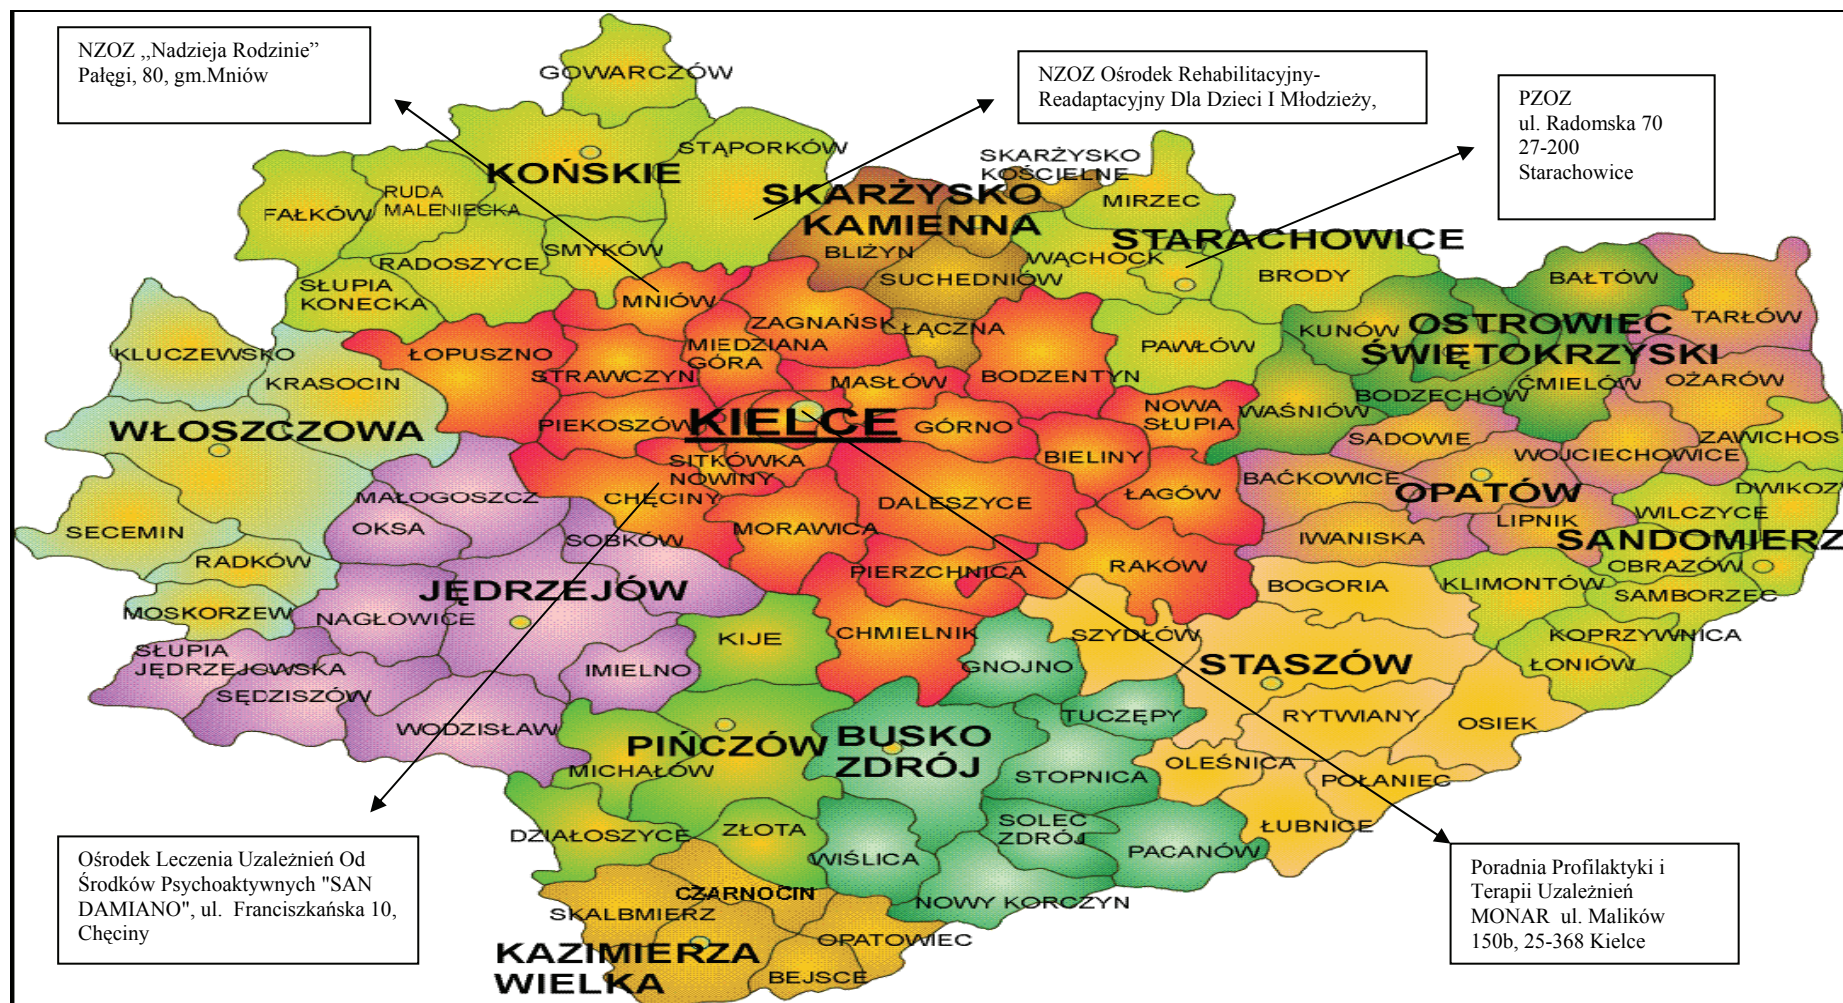 NZOZ „Nadzieja Rodzinie”
Pałęgi, 80, gm.Mniów
NZOZ Ośrodek Rehabilitacyjny-
Readaptacyjny Dla Dzieci I Młodzieży,
PZOZ
ul. Radomska 70
27-200
Starachowice
GOWARCZÓW
STĄPORKÓW
KOŃSKIE
RUDA
MALENIECKA
FAŁKÓW
SMYKÓW
RADOSZYCE
SŁUPIA
KONECKA
SKARŻYSKO
KOŚCIELNE
SKARŻYSKO
KAMIENNA
BLIŻYN
SUCHEDNIÓW
ŁĄCZNA
MIRZEC
STARACHOWICE
WĄCHOCK
BRODY
PAWŁÓW
BAŁTÓW
TARŁÓW
KUNÓW
OSTROWIEC
ŚWIĘTOKRZYSKI
BODZECHÓW
ĆMIELÓW
WAŚNIÓW
OŻARÓW
SADOWIE
WOJCIECHOWICE
BAĆKOWICE
OPATÓW
LIPNIK
IWANISKA
ZAWICHOST
DWIKOZY
WILCZYCE
SANDOMIERZ
OBRAZÓW
KLIMONTÓW
SAMBORZEC
KOPRZYWNICA
ŁONIÓW
KLUCZEWSKO
KRASOCIN
WŁOSZCZOWA
SECEMIN
RADKÓW
MOSKORZEW
MNIÓW
ZAGNAŃSK
ŁOPUSZNO
MIEDZIANA
GÓRA
STRAWCZYN
MASŁÓW
BODZENTYN
PIEKOSZÓW
KIELCE
GÓRNO
NOWA
SŁUPIA
BIELINY
SITKÓWKA
NOWINY
CHĘCINY
DALESZYCE
ŁAGÓW
MORAWICA
PIERZCHNICA
RAKÓW
CHMIELNIK
MAŁOGOSZCZ
OKSA
SOBKÓW
JĘDRZEJÓW
NAGŁOWICE
SŁUPIA
JĘDRZEJOWSKA
SĘDZISZÓW
IMIELNO
WODZISŁAW
KIJE
PIŃCZÓW
MICHAŁÓW
DZIAŁOSZYCE
ZŁOTA
GNOJNO
BUSKO
ZDRÓJ
TUCZĘPY
STOPNICA
SOLEC
ZDRÓJ
WIŚLICA
PACANÓW
NOWY KORCZYN
BOGORIA
SZYDŁÓW
STASZÓW
RYTWIANY
OSIEK
OLEŚNICA
POŁANIEC
ŁUBNICE
CZARNOCIN
SKALBMIERZ
KAZIMIERZA
WIELKA
OPATOWIEC
BEJSCE
Ośrodek Leczenia Uzależnień Od
Środków Psychoaktywnych "SAN
DAMIANO", ul. Franciszkańska 10,
Chęciny
Poradnia Profilaktyki i
Terapii Uzależnień
MONAR ul. Malików
150b, 25-368 Kielce